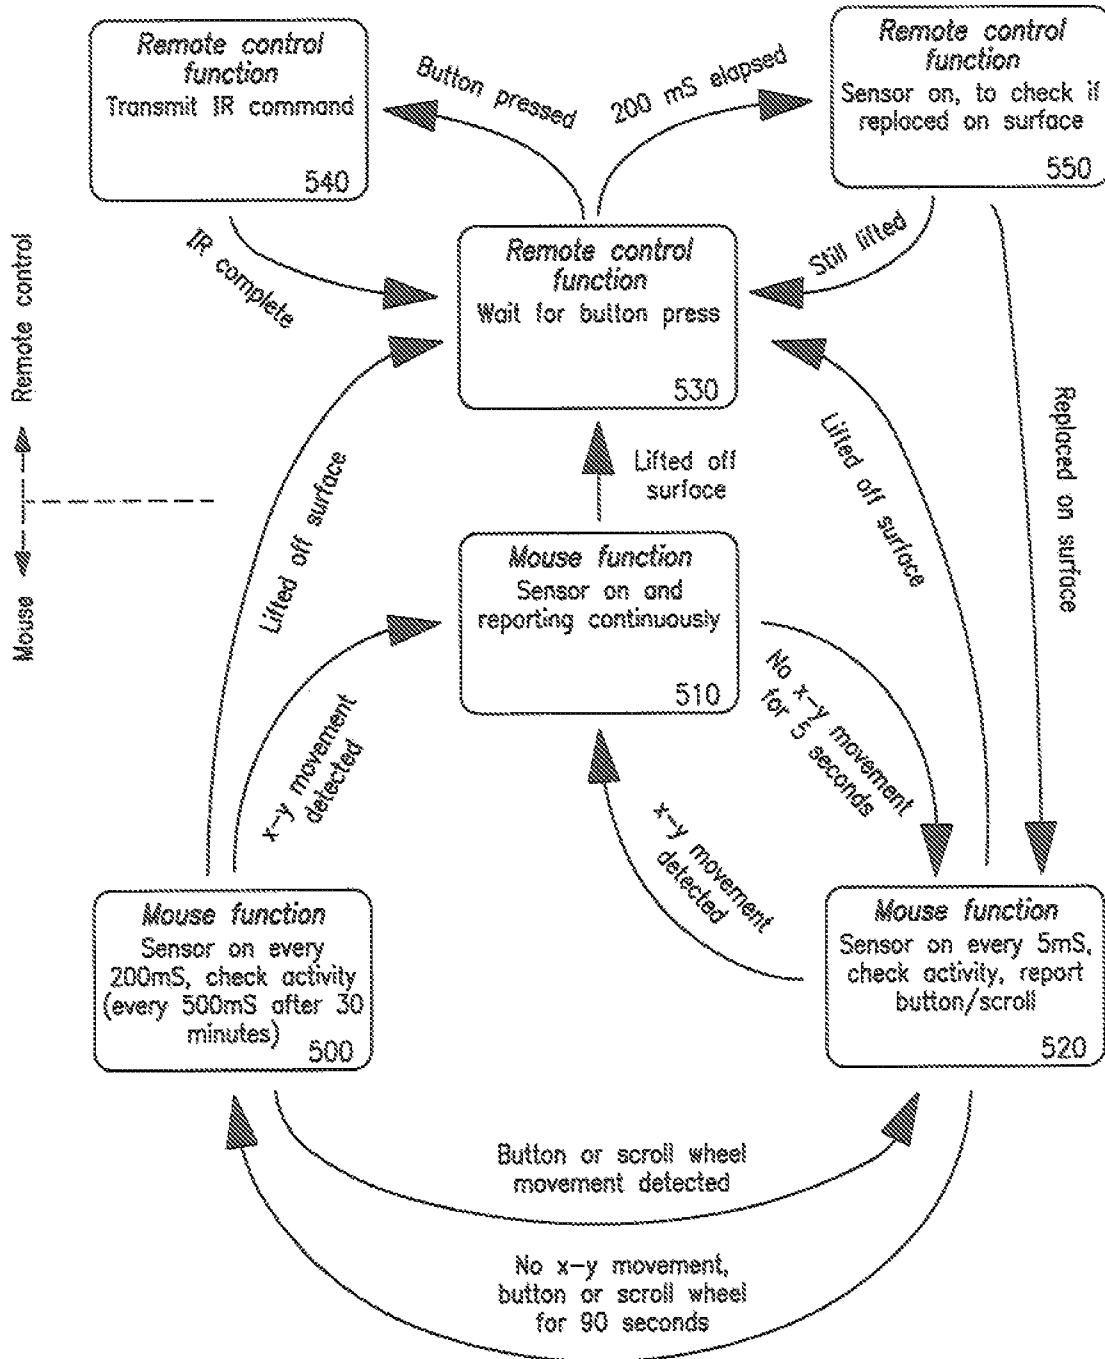 Remote control
function
Transmit IR command
540
Button pressed
200 mS elapsed
Remote control
function
Sensor on, to check if
replaced on surface
550
IR complete
Remote control
function
Wait for button press
530
Still lifted
Remote control
Mouse
Lifted off surface
Lifted off
surface
Lifted off surface
Replaced on surface
Mouse function
Sensor on and
reporting continuously
510
x-y movement
detected
No x-y movement
for 5 seconds
x-y movement
detected
Mouse function
Sensor on every
200mS, check activity
(every 500mS after 30
minutes)
500
Mouse function
Sensor on every 5mS,
check activity, report
button/scroll
520
Button or scroll wheel
movement detected
No x-y movement,
button or scroll wheel
for 90 seconds